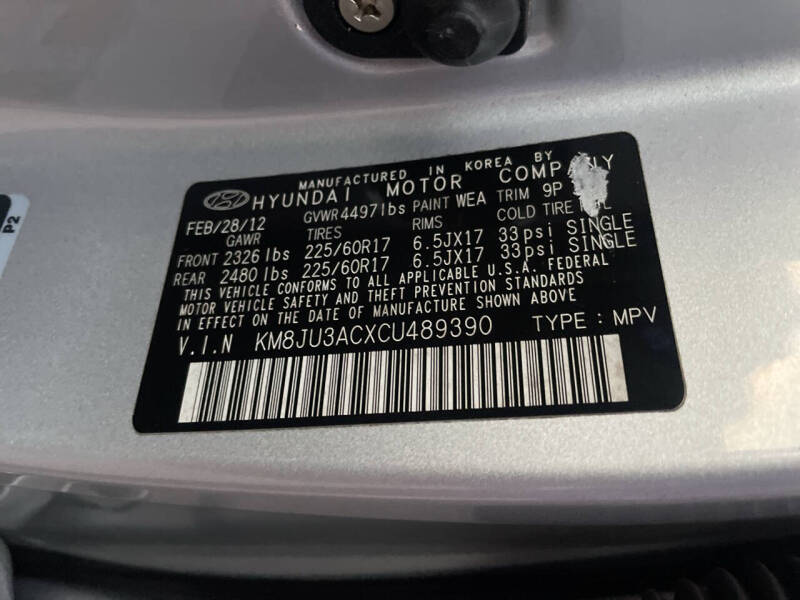 MANUFACTURED IN KOREA BY
HYUNDAI MOTOR COMP
FEB/28/12 GVWR 4497lbs PAINT WEA TRIM 9P
GAWR TIRES RIMS COLD TIRE
FRONT 2326 lbs 225/60R17 6.5JX17 33psi SINGLE
REAR 2480 lbs 225/60R17 6.5JX17 33psi SINGLE
THIS VEHICLE CONFORMS TO ALL APPLICABLE U.S.A. FEDERAL
MOTOR VEHICLE SAFETY AND THEFT PREVENTION STANDARDS
IN EFFECT ON THE DATE OF MANUFACTURE SHOWN ABOVE
V.I.N KM8JU3ACXCU489390 TYPE : MPV
P2